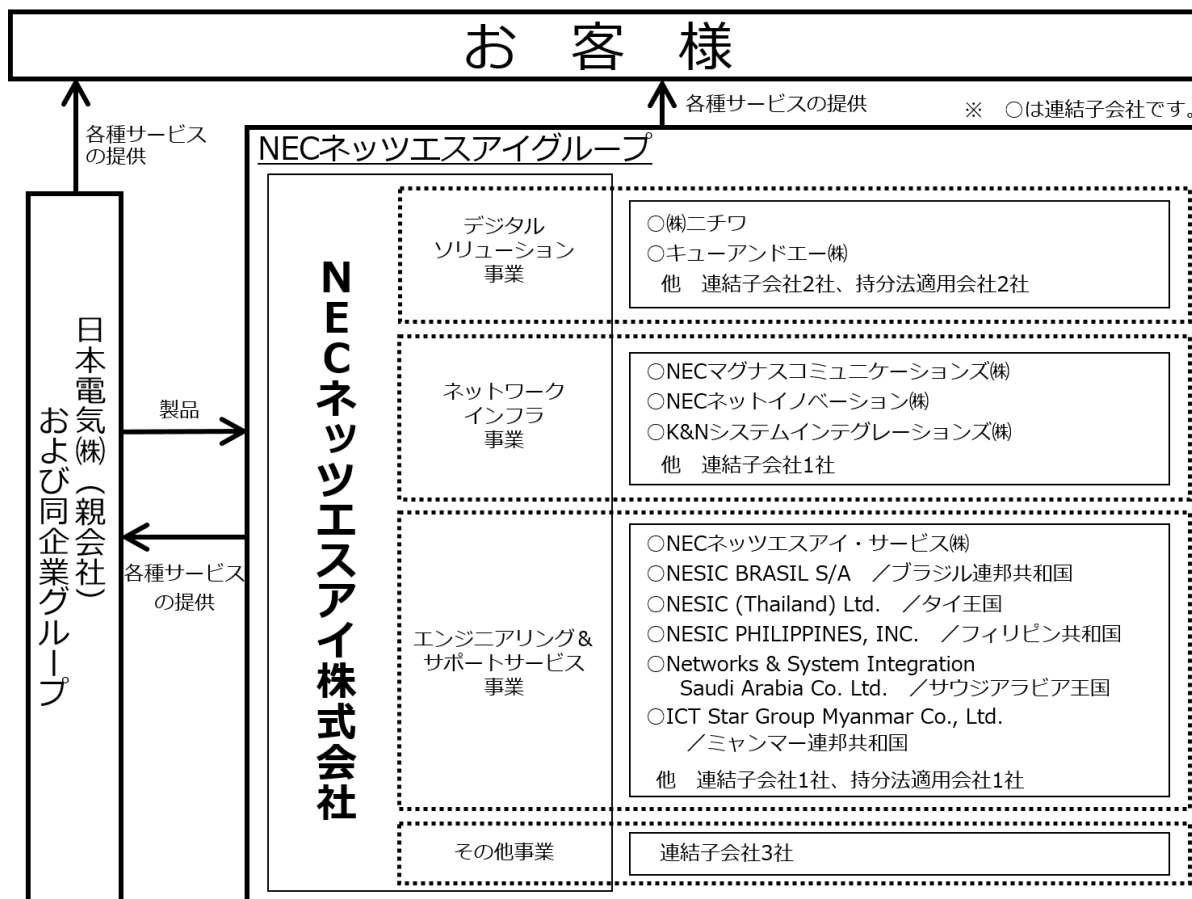 お 客 様
各種サービス
の提供
各種サービスの提供
※ ○は連結子会社です。
NECネッツエスアイグループ
日本電気㈱（親会社）
および同企業グループ
製品
各種サービス
の提供
NECネッツエスアイ株式会社
デジタル
ソリューション
事業
○㈱ニチワ
○キューアンドエー㈱
他 連結子会社2社、持分法適用会社2社
ネットワーク
インフラ
事業
○NECマグナスコミュニケーションズ㈱
○NECネットイノベーション㈱
○K&Nシステムインテグレーションズ㈱
他 連結子会社1社
エンジニアリング＆
サポートサービス
事業
○NECネッツエスアイ・サービス㈱
○NESIC BRASIL S/A ／ブラジル連邦共和国
○NESIC (Thailand) Ltd. ／タイ王国
○NESIC PHILIPPINES, INC. ／フィリピン共和国
○Networks & System Integration
Saudi Arabia Co. Ltd. ／サウジアラビア王国
○ICT Star Group Myanmar Co., Ltd.
／ミャンマー連邦共和国
他 連結子会社1社、持分法適用会社1社
その他事業
連結子会社3社